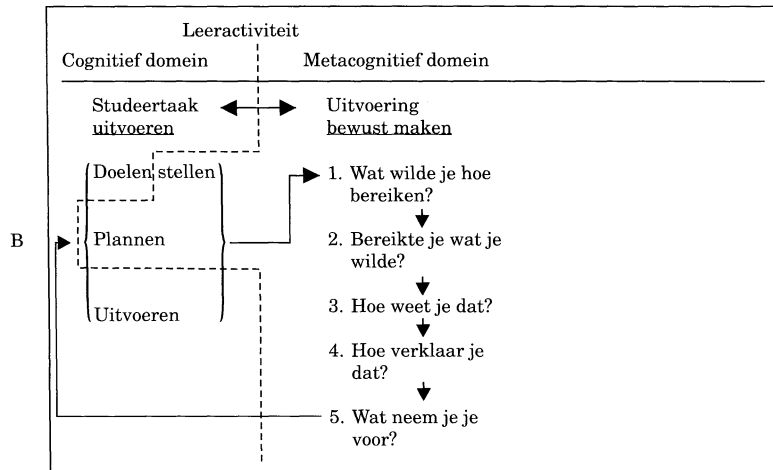 Leeractiviteit
Cognitief domein
Metacognitief domein
Studeertaak
uitvoeren
Uitvoering
bewust maken
Doelen stellen
Plannen
Uitvoeren
B
1. Wat wilde je hoe
bereiken?
2. Bereikte je wat je
wilde?
3. Hoe weet je dat?
4. Hoe verklaar je
dat?
5. Wat neem je je
voor?